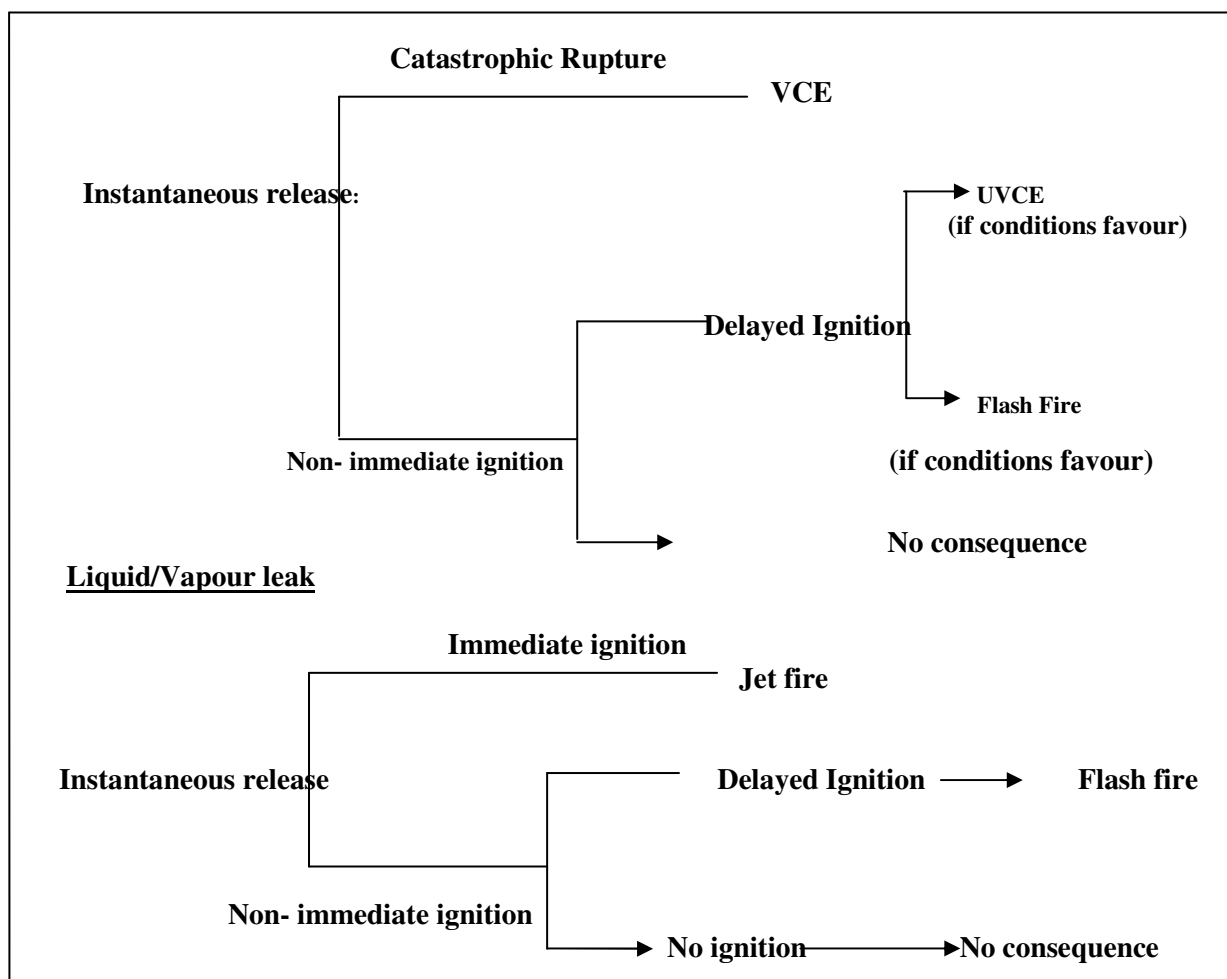 Catastrophic Rupture
VCE
Instantaneous release:
UVCE
(if conditions favour)
Delayed Ignition
Flash Fire
Non- immediate ignition
(if conditions favour)
No consequence
Liquid/Vapour leak
Immediate ignition
Jet fire
Instantaneous release
Delayed Ignition
Flash fire
Non- immediate ignition
No ignition
No consequence